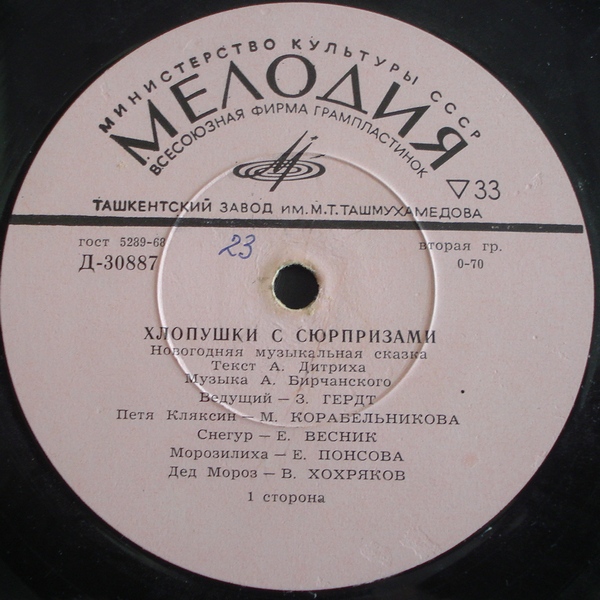 МИНИСТЕРСТВО КУЛЬТУРЫ СССР
МЕЛОДИЯ
ВСЕСОЮЗНАЯ ФИРМА ГРАМПЛАСТИНОК
33
ТАШКЕНТСКИЙ ЗАВОД ИМ. М.Т. ТАШМУХАМЕДОВА
гост 5289-68
вторая гр.
Д-30887
23
0-70
ХЛОПУШКИ С СЮРПРИЗАМИ
Новогодняя музыкальная сказка
Текст А. Дитриха
Музыка А. Бирчанского
Ведущий – З. ГЕРДТ
Петя Кляксин – М. КОРАБЕЛЬНИКОВА
Снегур – Е. ВЕСНИК
Морозилиха – Е. ПОНСОВА
Дед Мороз – В. ХОХРЯКОВ
1 сторона